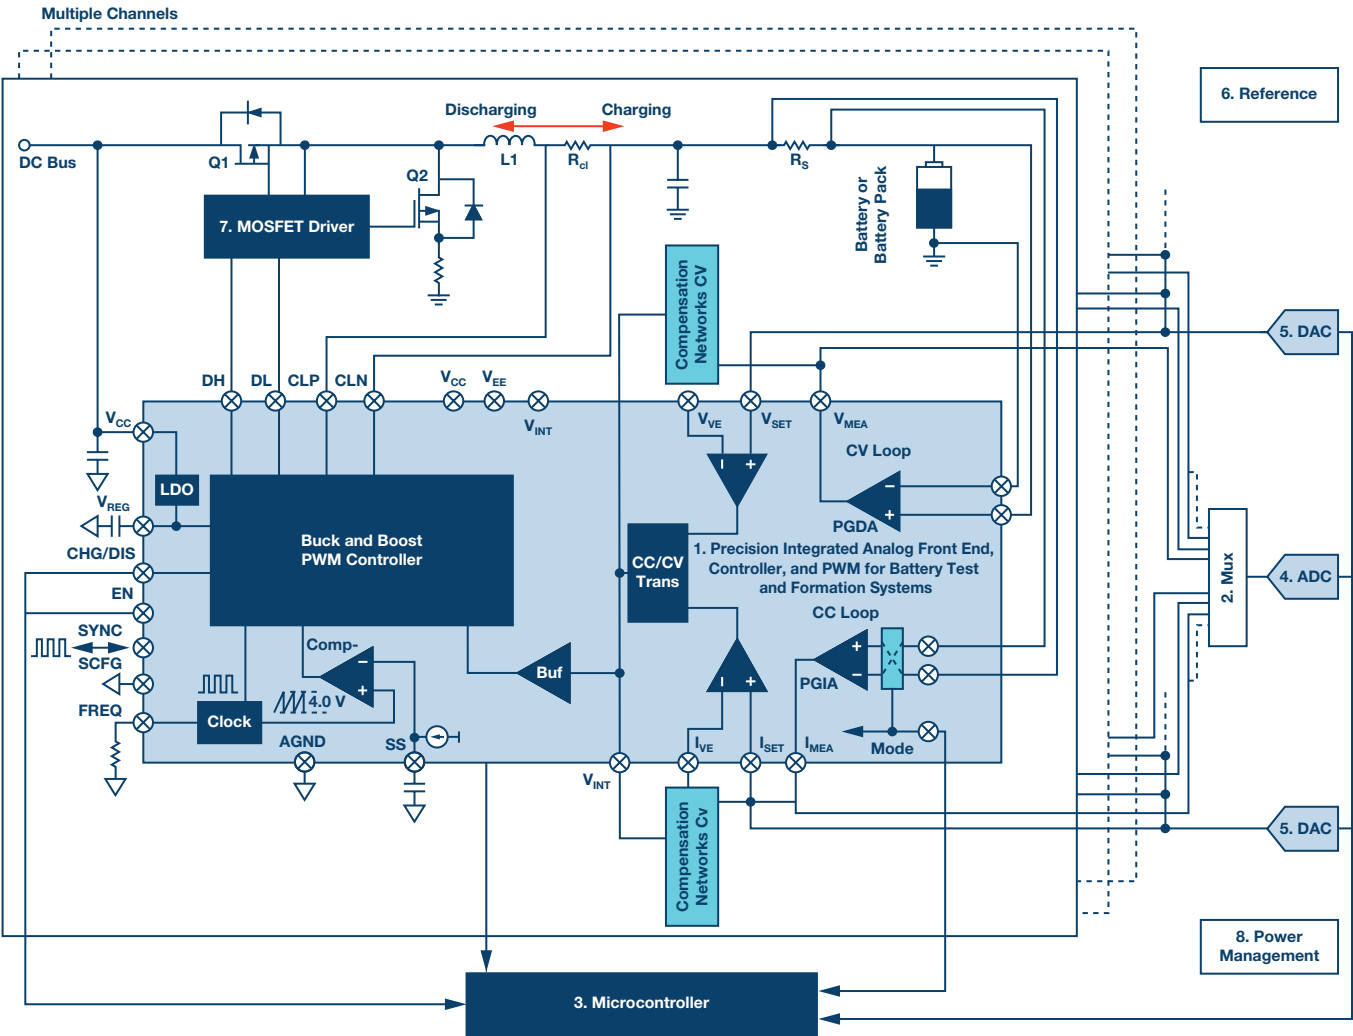 Multiple Channels
6. Reference
Discharging
Charging
DC Bus
Q1
L1
Rcl
RS
Q2
7. MOSFET Driver
Battery or
Battery Pack
Compensation
Networks CV
5. DAC
DH
DL
CLP
CLN
VCC
VEE
VINT
VCC
VVE
VSET
VMEA
CV Loop
LDO
VREG
PGDA
Buck and Boost
PWM Controller
CHG/DIS
CC/CV
Trans
1. Precision Integrated Analog Front End,
Controller, and PWM for Battery Test
and Formation Systems
2. Mux
4. ADC
EN
CC Loop
SYNC
SCFG
Comp-
Buf
PGIA
4.0 V
FREQ
Clock
AGND
SS
VINT
IVE
ISET
IMEA
Mode
Compensation
Networks Cv
5. DAC
8. Power
Management
3. Microcontroller